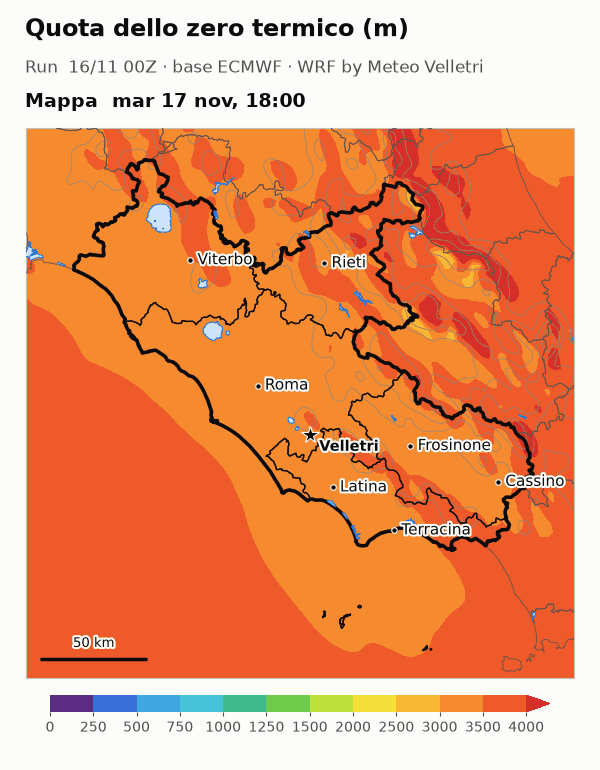 Quota dello zero termico (m)
Run  16/11 00Z · base ECMWF · WRF by Meteo Velletri
Mappa  mar 17 nov, 18:00
Viterbo
Rieti
Roma
Velletri
Frosinone
Cassino
Latina
Terracina
50 km
0 250 500 750 1000 1250 1500 2000 2500 3000 3500 4000